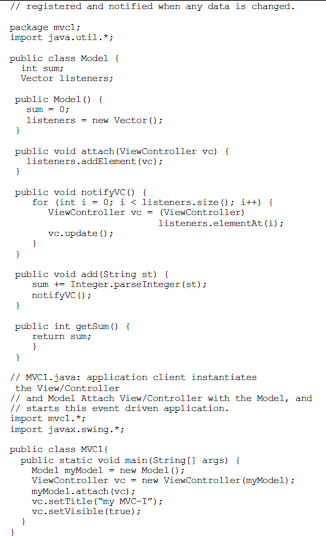 // registered and notified when any data is changed.
package mvc1;
import java.util.*;
public class Model {
int sum;
Vector listeners;
public Model() {
sum = 0;
listeners = new Vector();
}
public void attach(ViewController vc) {
listeners.addElement(vc);
}
public void notifyVC() {
for (int i = 0; i < listeners.size(); i++) {
ViewController vc = (ViewController)
listeners.elementAt(i);
vc.update();
}
}
public void add(String st) {
sum += Integer.parseInteger(st);
notifyVC();
}
public int getSum() {
return sum;
}
}
// MVC1.java: application client instantiates
the View/Controller
// and Model Attach View/Controller with the Model, and
// starts this event driven application.
import mvc1.*;
import javax.swing.*;
public class MVC1{
public static void main(String[] args) {
Model myModel = new Model();
ViewController vc = new ViewController(myModel);
myModel.attach(vc);
vc.setTitle("my MVC-I”);
vc.setVisible(true);
}
}